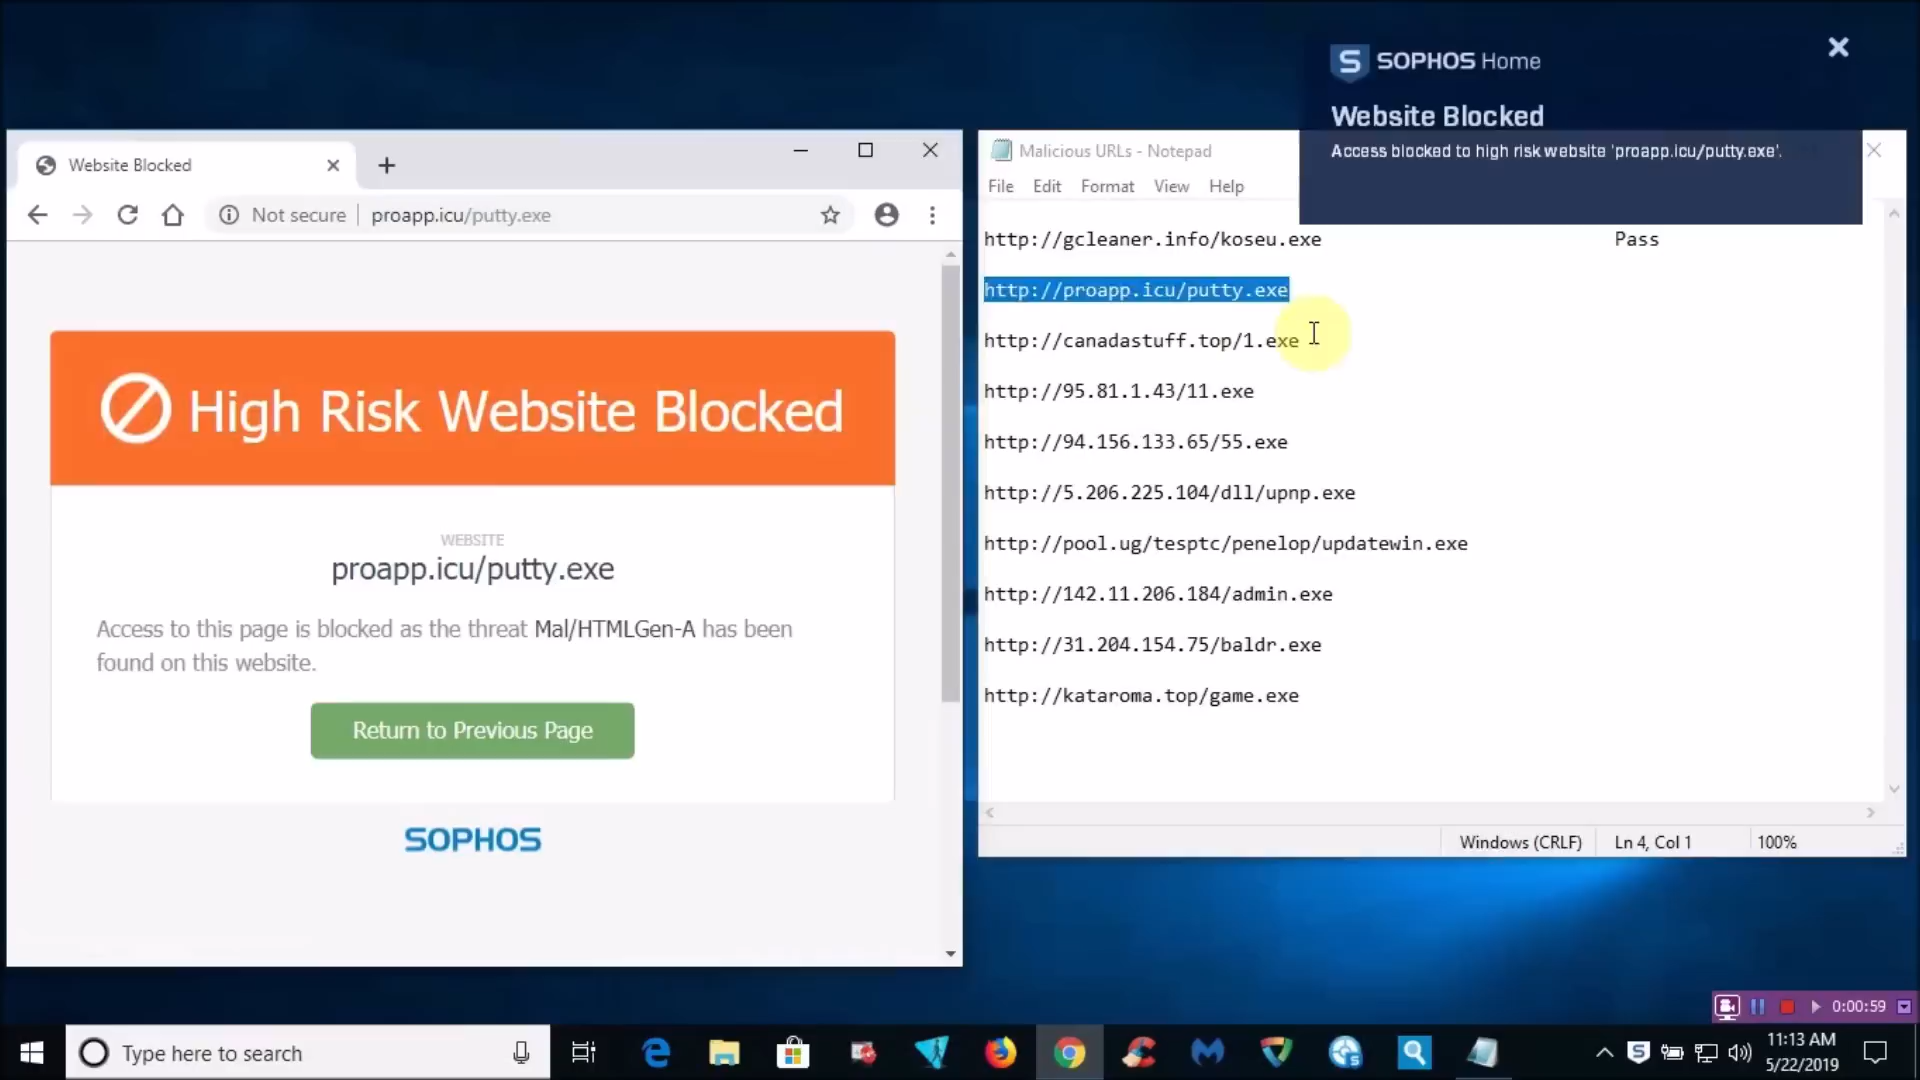 SOPHOS Home
Website Blocked
Access blocked to high risk website 'proapp.icu/putty.exe'.
Website Blocked
Not secure
proapp.icu/putty.exe
High Risk Website Blocked
WEBSITE
proapp.icu/putty.exe
Access to this page is blocked as the threat Mal/HTMLGen-A has been
found on this website.
Return to Previous Page
SOPHOS
Malicious URLs - Notepad
File Edit Format View Help
http://gcleaner.info/koseu.exe Pass
http://proapp.icu/putty.exe
http://canadastuff.top/1.exe
http://95.81.1.43/11.exe
http://94.156.133.65/55.exe
http://5.206.225.104/dll/upnp.exe
http://pool.ug/tesptc/penelop/updatewin.exe
http://142.11.206.184/admin.exe
http://31.204.154.75/baldr.exe
http://kataroma.top/game.exe
Windows (CRLF) Ln 4, Col 1 100%
0:00:59
Type here to search
11:13 AM
5/22/2019